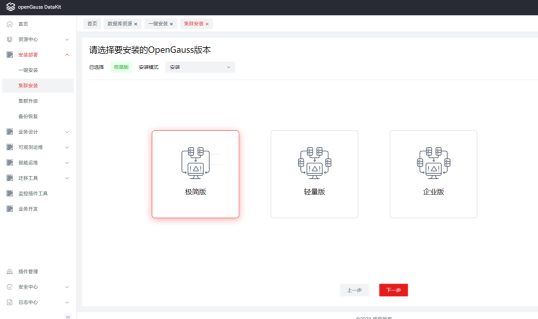 openGauss DataKit
首页
资源中心
安装部署
一键安装
集群安装
集群升级
备份恢复
业务设计
可观测运维
智能运维
迁移工具
监控插件工具
业务开发
插件管理
安全中心
日志中心
首页 数据库资源 × 一键安装 × 集群安装 ×
请选择要安装的OpenGauss版本
已选择 极简版 安装模式 安装
极简版 轻量版 企业版
上一步 下一步